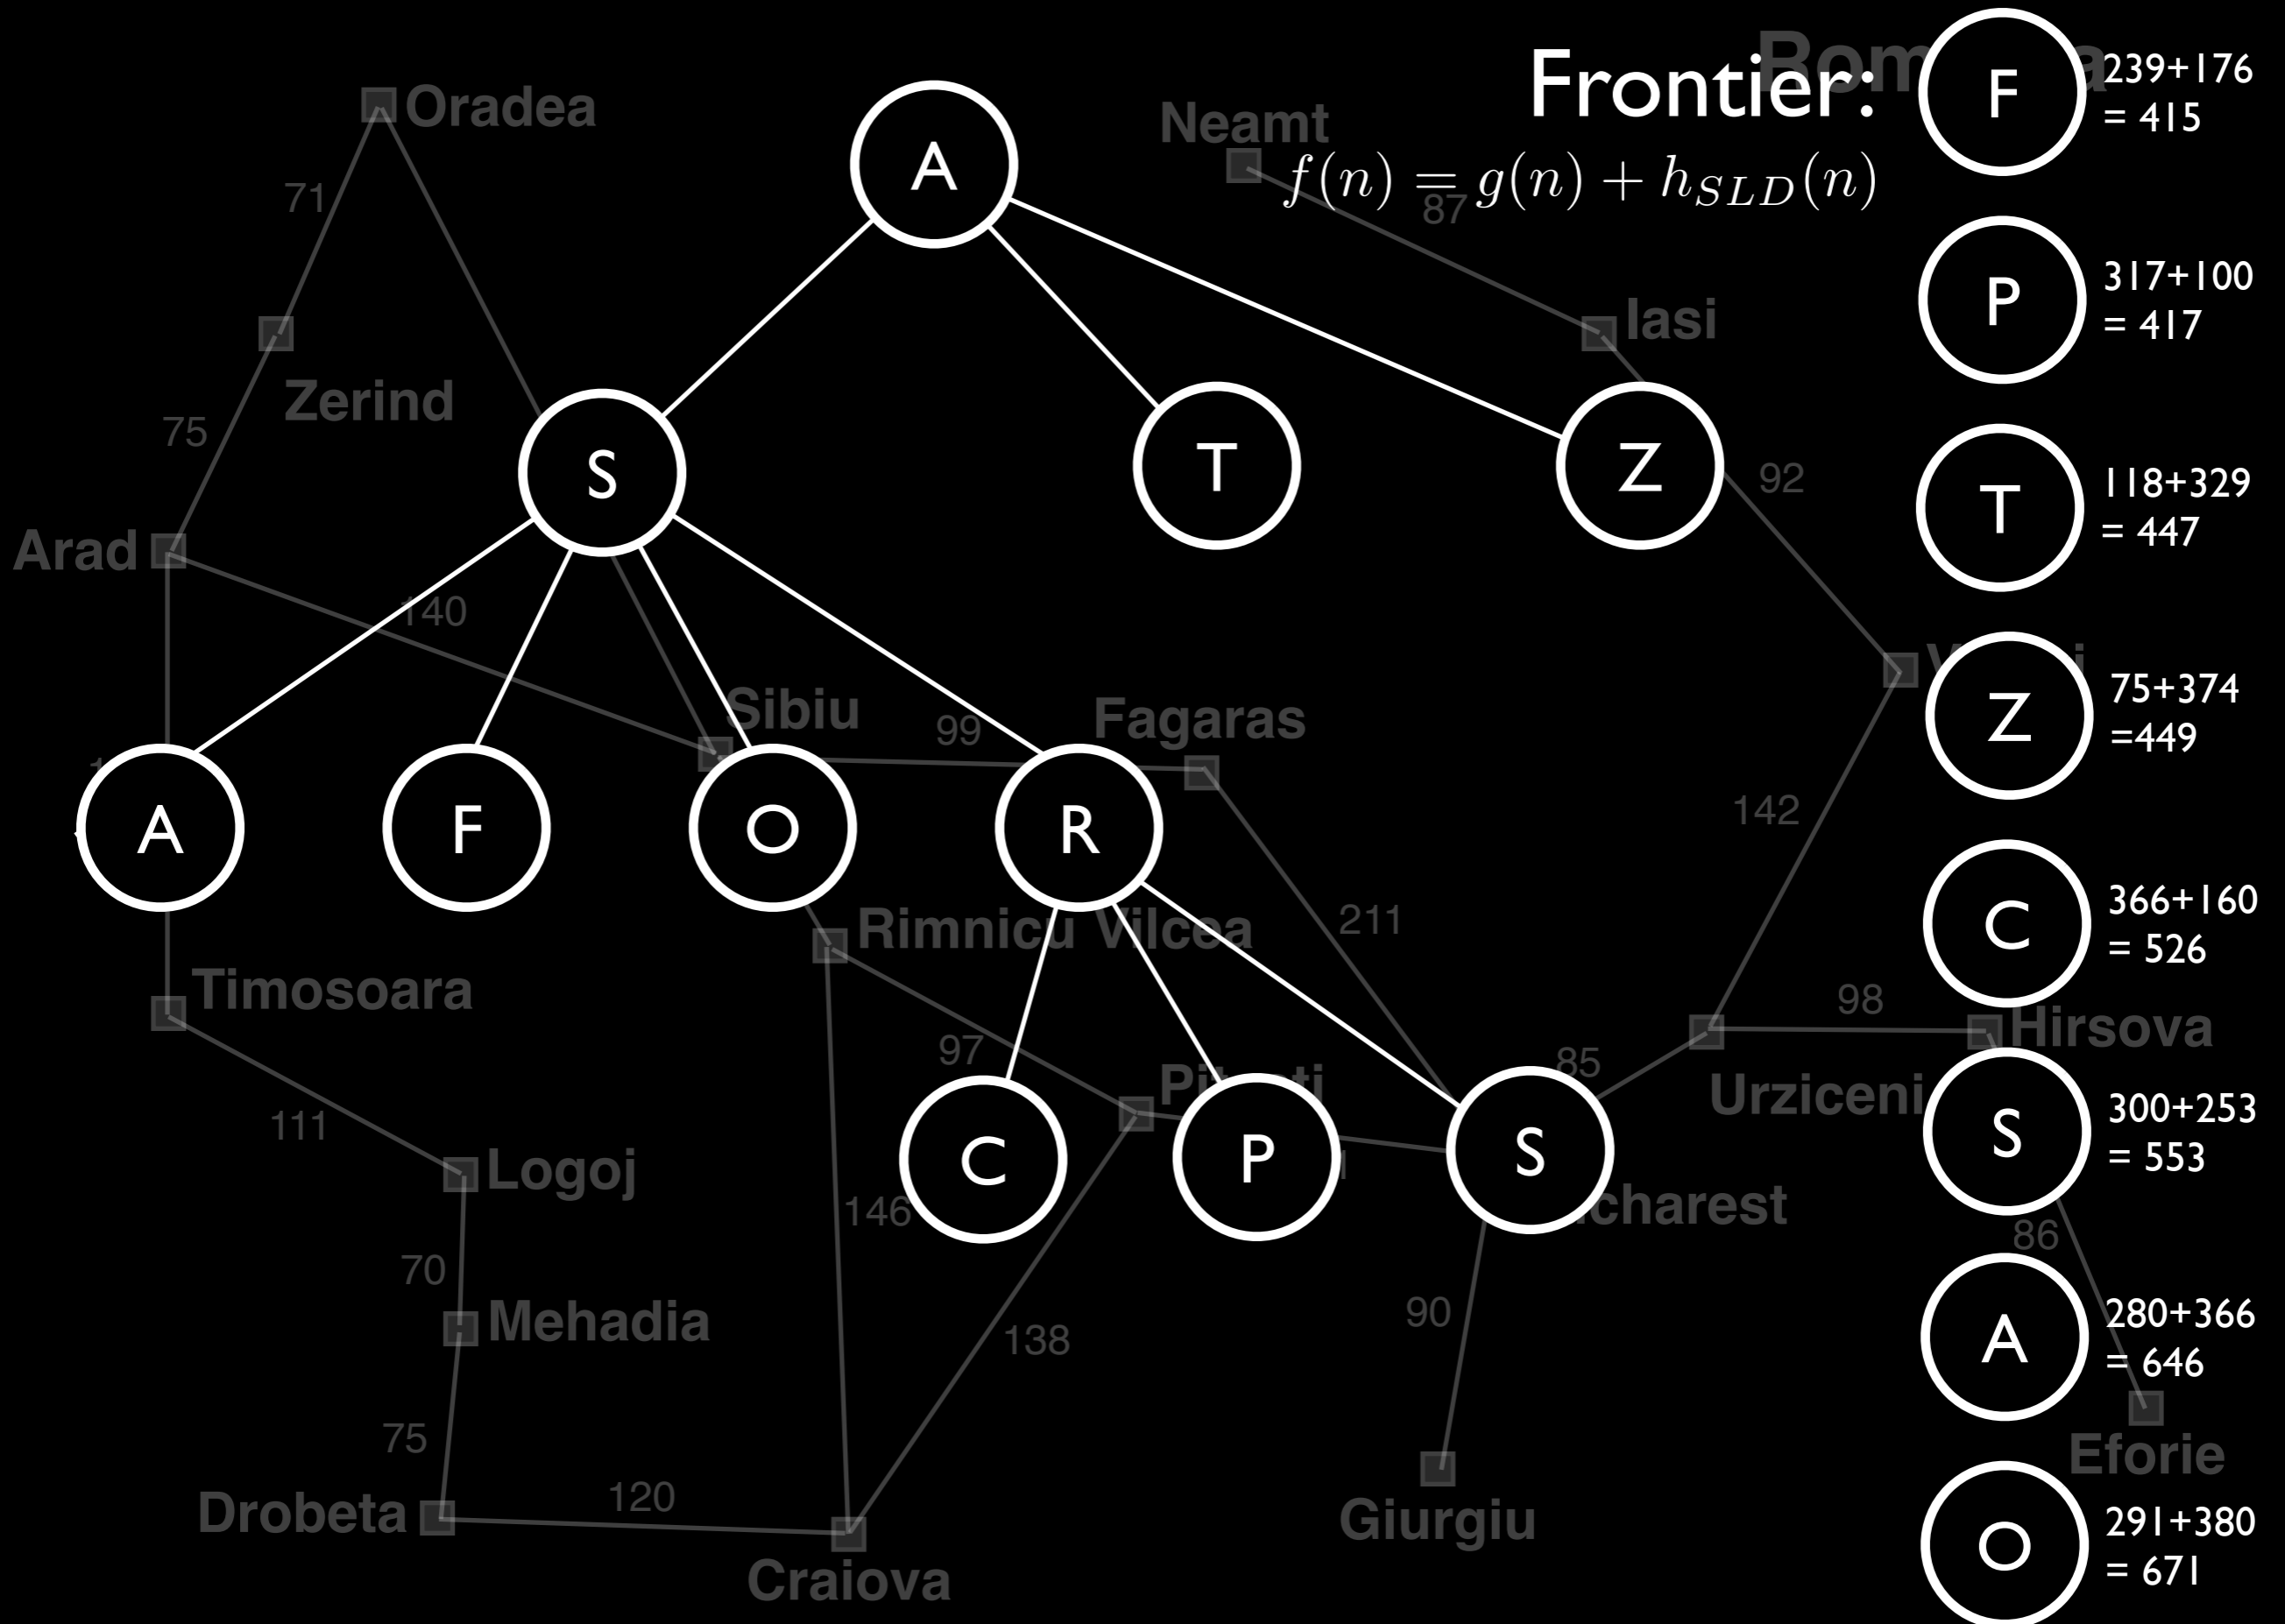 Frontier:
f(n) = g(n) + h_{SLD}(n)
F
239+176
= 415
P
317+100
= 417
T
118+329
= 447
Z
75+374
=449
C
366+160
= 526
S
300+253
= 553
A
280+366
= 646
O
291+380
= 671
A
S
T
Z
A
F
O
R
C
P
S
Oradea
Neamt
71
87
Zerind
Iasi
75
92
Arad
140
Sibiu
99
Fagaras
142
Rimnicu Vilcea
211
Timosoara
97
98
Hirsova
85
Urziceni
111
Logoj
146
86
70
Mehadia
138
90
75
Eforie
Drobeta
120
Giurgiu
Craiova